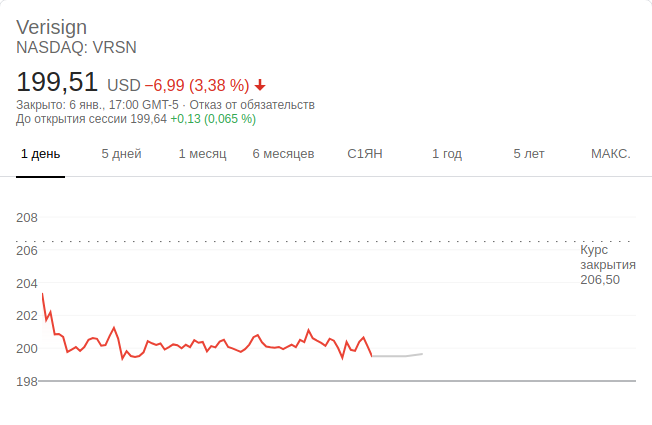 Verisign
NASDAQ: VRSN
199,51 USD −6,99 (3,38 %)
Закрыто: 6 янв., 17:00 GMT-5 · Отказ от обязательств
До открытия сессии 199,64 +0,13 (0,065 %)
1 день 5 дней 1 месяц 6 месяцев С1ЯН 1 год 5 лет МАКС.
208
206
Курс
закрытия
206,50
204
202
200
198